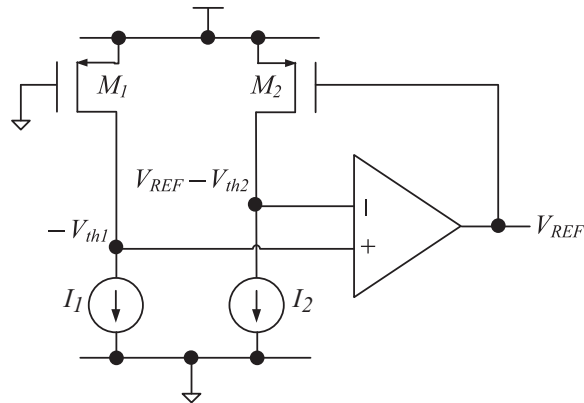 M1
M2
VREF – Vth2
– Vth1
–
+
VREF
I1
I2